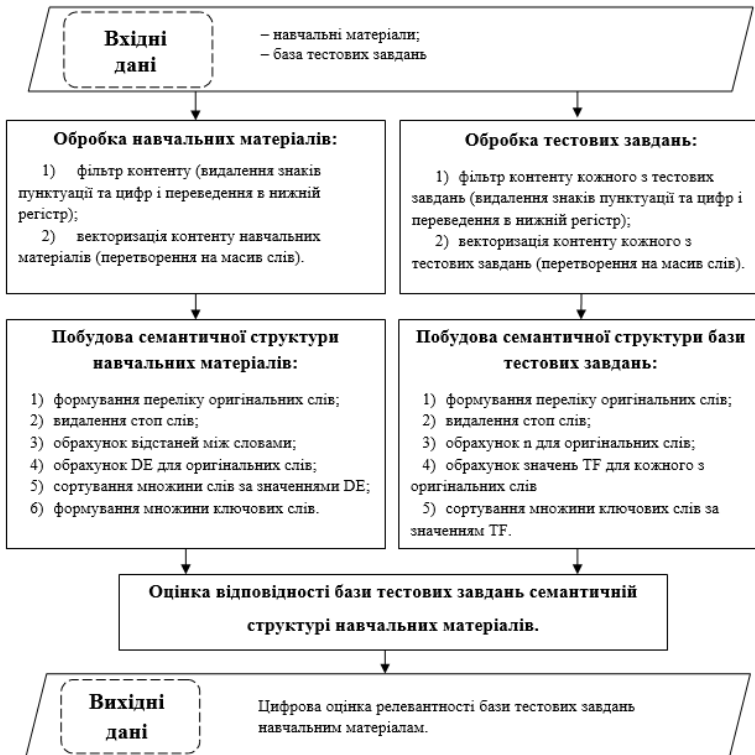 Вхідні
дані
– навчальні матеріали;
– база тестових завдань
Обробка навчальних матеріалів:
1) фільтр контенту (видалення знаків
пунктуації та цифр і переведення в нижній
регістр);
2) векторизація контенту навчальних
матеріалів (перетворення на масив слів).
Обробка тестових завдань:
1) фільтр контенту кожного з тестових
завдань (видалення знаків пунктуації та цифр і
переведення в нижній регістр);
2) векторизація контенту кожного з
тестових завдань (перетворення на масив слів).
Побудова семантичної структури
навчальних матеріалів:
1) формування переліку оригінальних слів;
2) видалення стоп слів;
3) обрахунок відстаней між словами;
4) обрахунок DE для оригінальних слів;
5) сортування множини слів за значеннями DE;
6) формування множини ключових слів.
Побудова семантичної структури бази
тестових завдань:
1) формування переліку оригінальних слів;
2) видалення стоп слів;
3) обрахунок n для оригінальних слів;
4) обрахунок значень TF для кожного з
оригінальних слів
5) сортування множини ключових слів за
значенням TF.
Оцінка відповідності бази тестових завдань семантичній
структурі навчальних матеріалів.
Вихідні
дані
Цифрова оцінка релевантності бази тестових завдань
навчальним матеріалам.